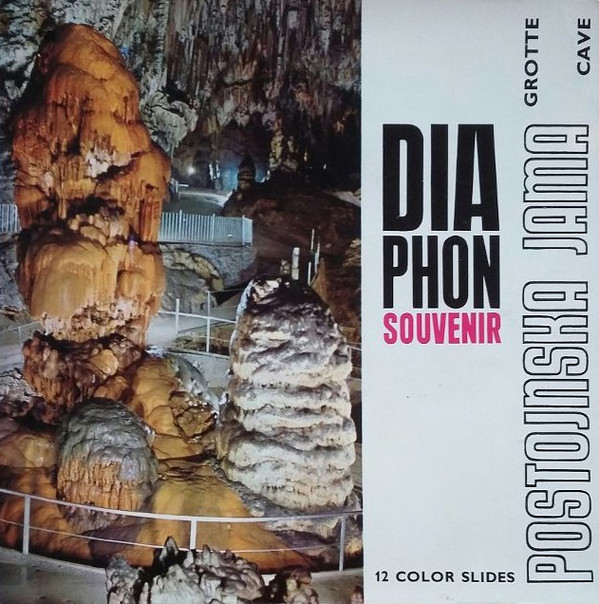 DIA
PHON
SOUVENIR
12 COLOR SLIDES
POSTOJNSKA JAMA
GROTTE
CAVE